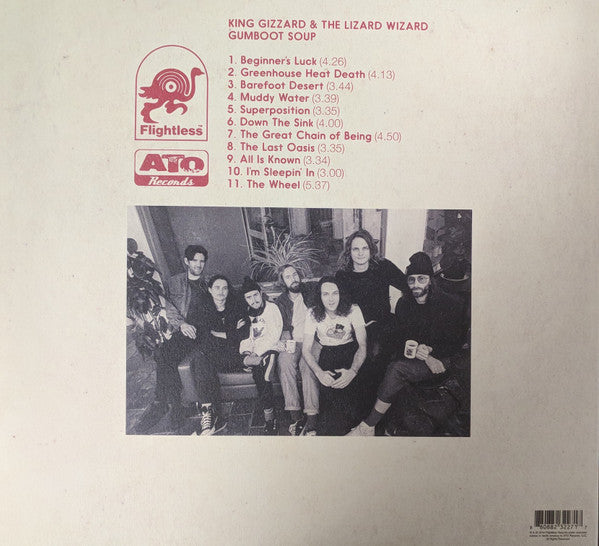 KING GIZZARD & THE LIZARD WIZARD
GUMBOOT SOUP
1. Beginner's Luck (4.26)
2. Greenhouse Heat Death (4.13)
3. Barefoot Desert (3.44)
4. Muddy Water (3.39)
5. Superposition (3.35)
6. Down The Sink (4.00)
7. The Great Chain of Being (4.50)
8. The Last Oasis (3.35)
9. All Is Known (3.34)
10. I'm Sleepin' In (3.00)
11. The Wheel (5.37)
Flightless™
ATO
Records